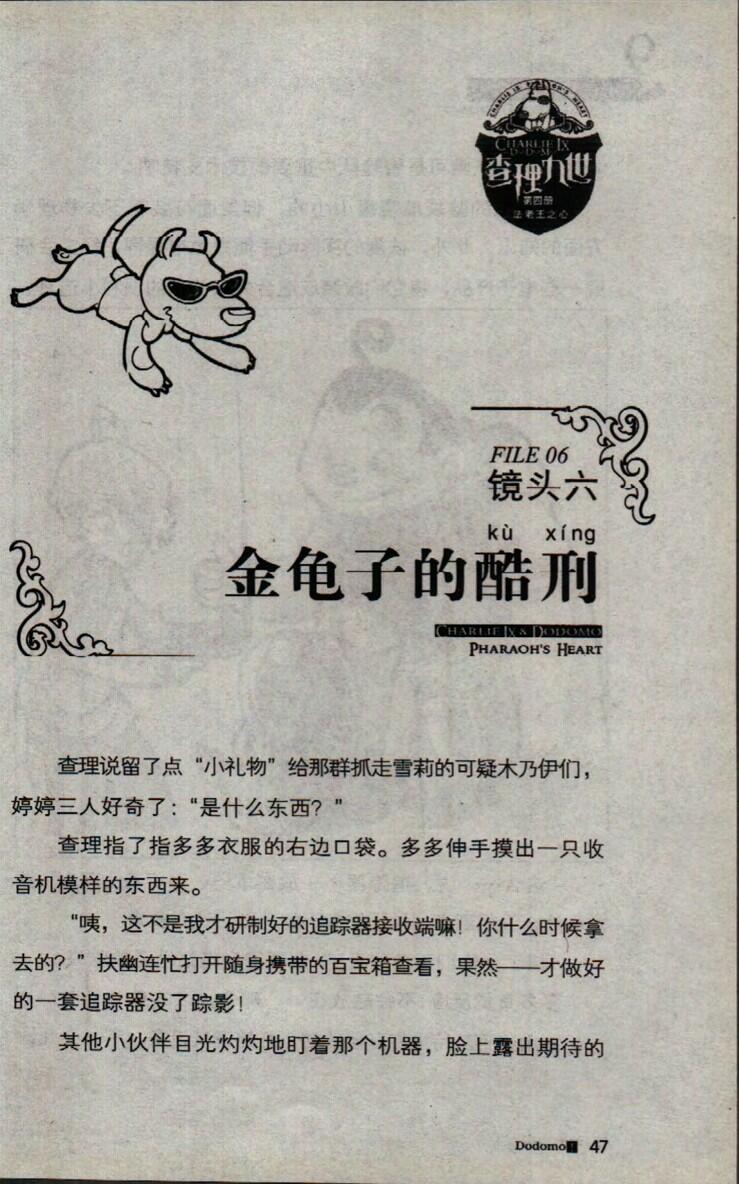 CHARLIE IX
D·D·M
查理九世
第四册
法老王之心
FILE 06
镜头六
kù xíng
金龟子的酷刑
CHARLIE IX & DODOMO
PHARAOH'S HEART
查理说留了点“小礼物”给那群抓走雪莉的可疑木乃伊们，
婷婷三人好奇了：“是什么东西？”
查理指了指多多衣服的右边口袋。多多伸手摸出一只收
音机模样的东西来。
“咦，这不是我才研制好的追踪器接收端嘛！你什么时候拿
去的？”扶幽连忙打开随身携带的百宝箱查看，果然——才做好
的一套追踪器没了踪影！
其他小伙伴目光灼灼地盯着那个机器，脸上露出期待的
Dodomo 47